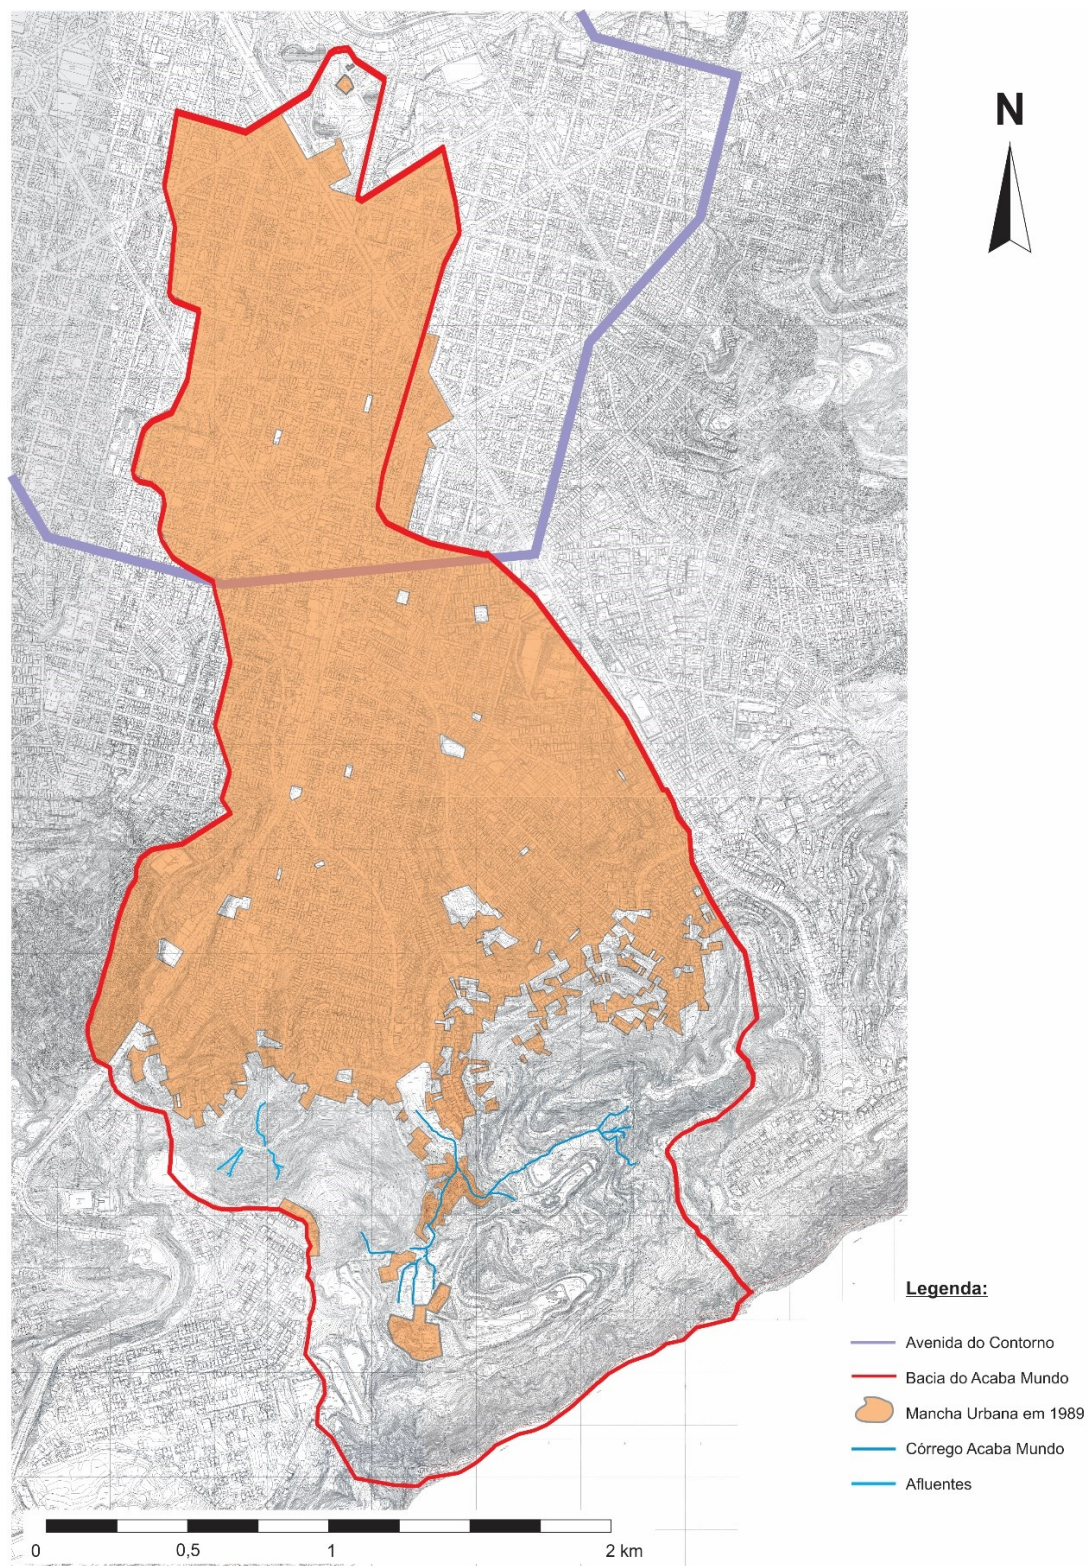 N
Legenda:
Avenida do Contorno
Bacia do Acaba Mundo
Mancha Urbana em 1989
Córrego Acaba Mundo
Afluentes
0 0,5 1 2 km